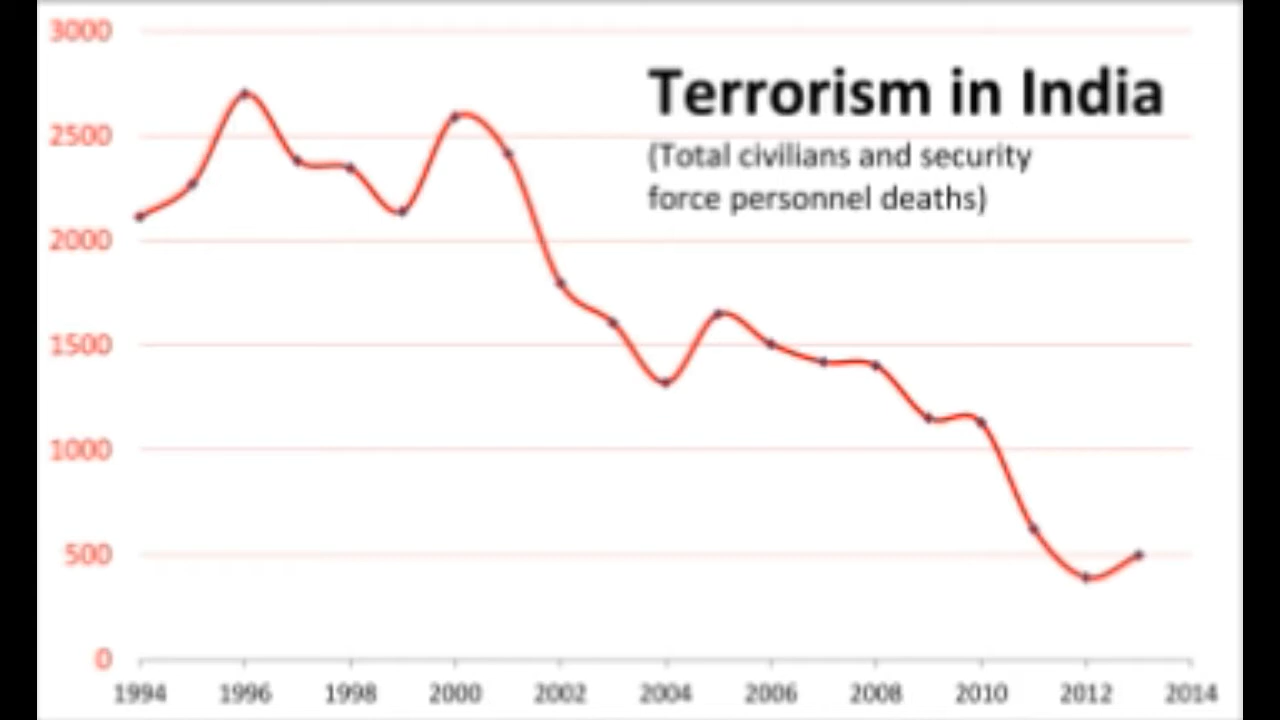 Terrorism in India
(Total civilians and security
force personnel deaths)
3000
2500
2000
1500
1000
500
0
1994 1996 1998 2000 2002 2004 2006 2008 2010 2012 2014